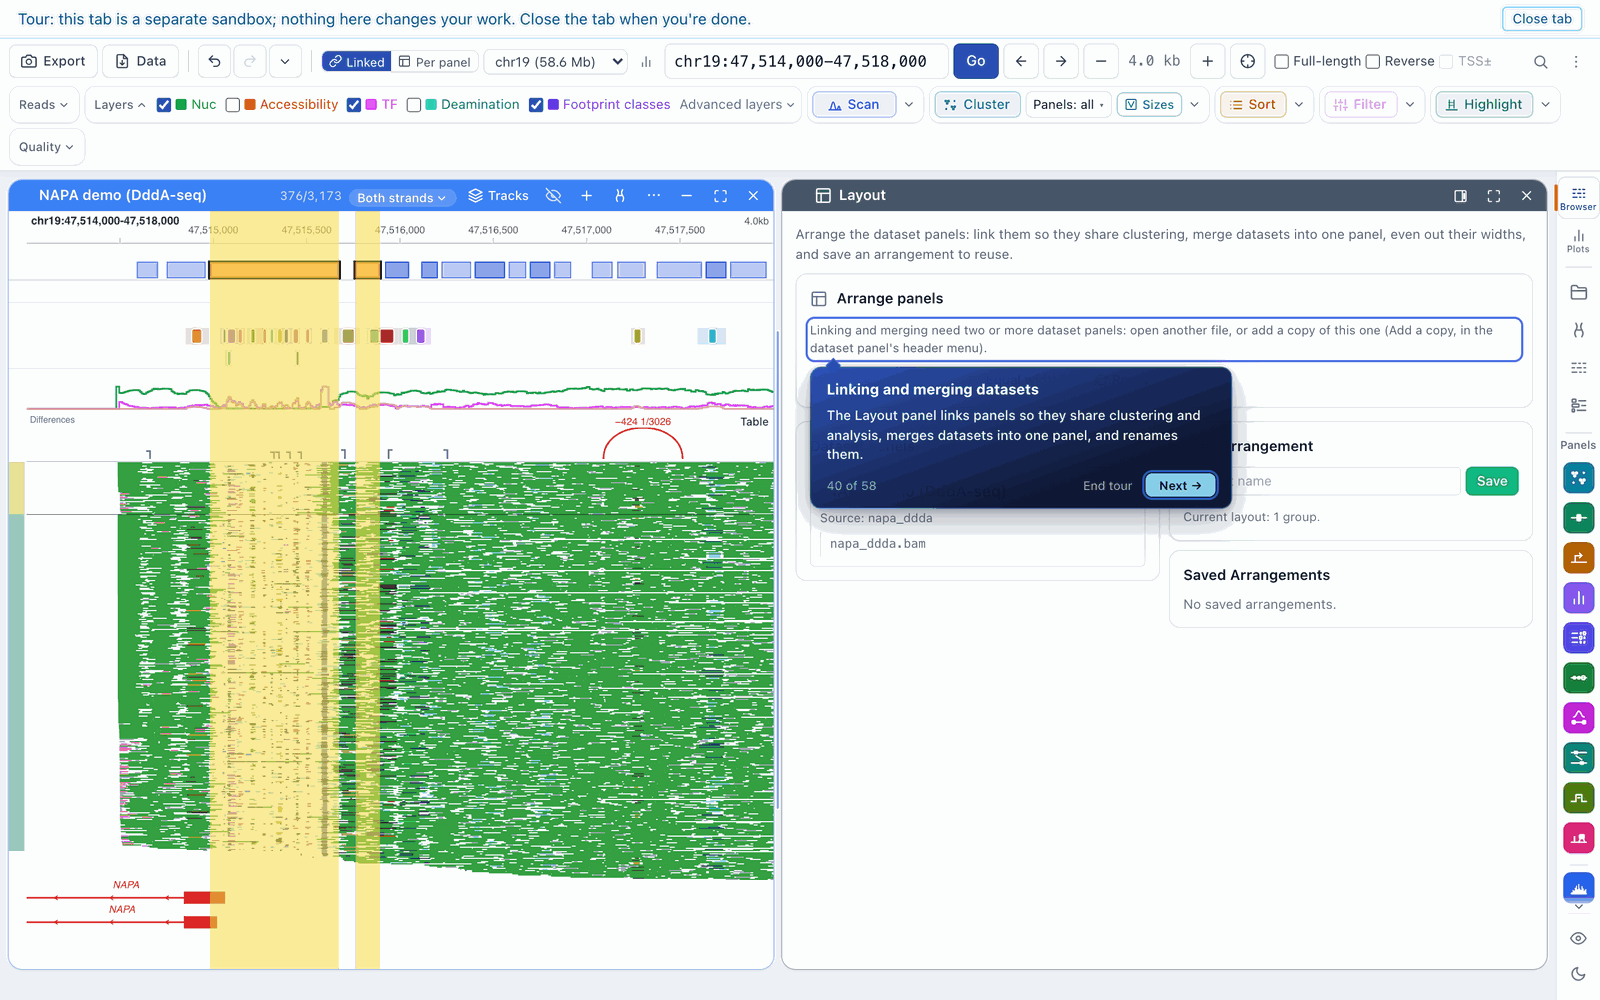 Tour: this tab is a separate sandbox; nothing here changes your work. Close the tab when you're done.
Close tab
Export
Data
Linked
Per panel
chr19 (58.6 Mb)
chr19:47,514,000–47,518,000
Go
4.0 kb
Full-length
Reverse
TSS±
Reads
Layers
Nuc
Accessibility
TF
Deamination
Footprint classes
Advanced layers
Scan
Cluster
Panels: all
Sizes
Sort
Filter
Highlight
Quality
NAPA demo (DddA-seq)
376/3,173
Both strands
Tracks
chr19:47,514,000-47,518,000
4.0kb
47,515,000
47,515,500
47,516,000
47,516,500
47,517,000
47,517,500
Differences
−424 1/3026
Table
NAPA
NAPA
Layout
Arrange the dataset panels: link them so they share clustering, merge datasets into one panel, even out their widths,
and save an arrangement to reuse.
Arrange panels
Linking and merging need two or more dataset panels: open another file, or add a copy of this one (Add a copy, in the
dataset panel's header menu).
Linking and merging datasets
The Layout panel links panels so they share clustering and
analysis, merges datasets into one panel, and renames
them.
40 of 58
End tour
Next →
Source: napa_ddda
napa_ddda.bam
rrangement
name
Save
Current layout: 1 group.
Saved Arrangements
No saved arrangements.
Browser
Plots
Panels